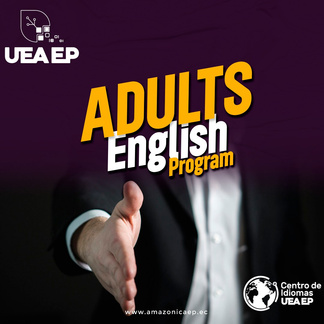 UEA EP
ADULTS
English
Program
Centro de
Idiomas
UEA EP
www.amazonicaep.ec